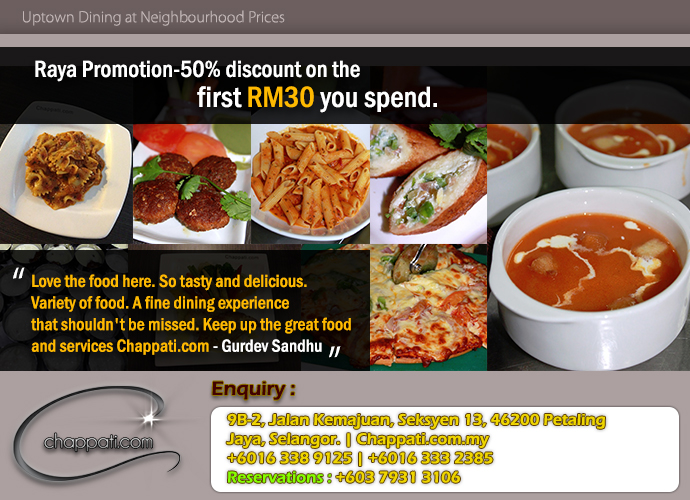 Uptown Dining at Neighbourhood Prices
Raya Promotion-50% discount on the
first RM30 you spend.
“ Love the food here. So tasty and delicious.
Variety of food. A fine dining experience
that shouldn't be missed. Keep up the great food
and services Chappati.com - Gurdev Sandhu ”
chappati.com
Enquiry :
9B-2, Jalan Kemajuan, Seksyen 13, 46200 Petaling
Jaya, Selangor. | Chappati.com.my
+6016 338 9125 | +6016 333 2385
Reservations : +603 7931 3106